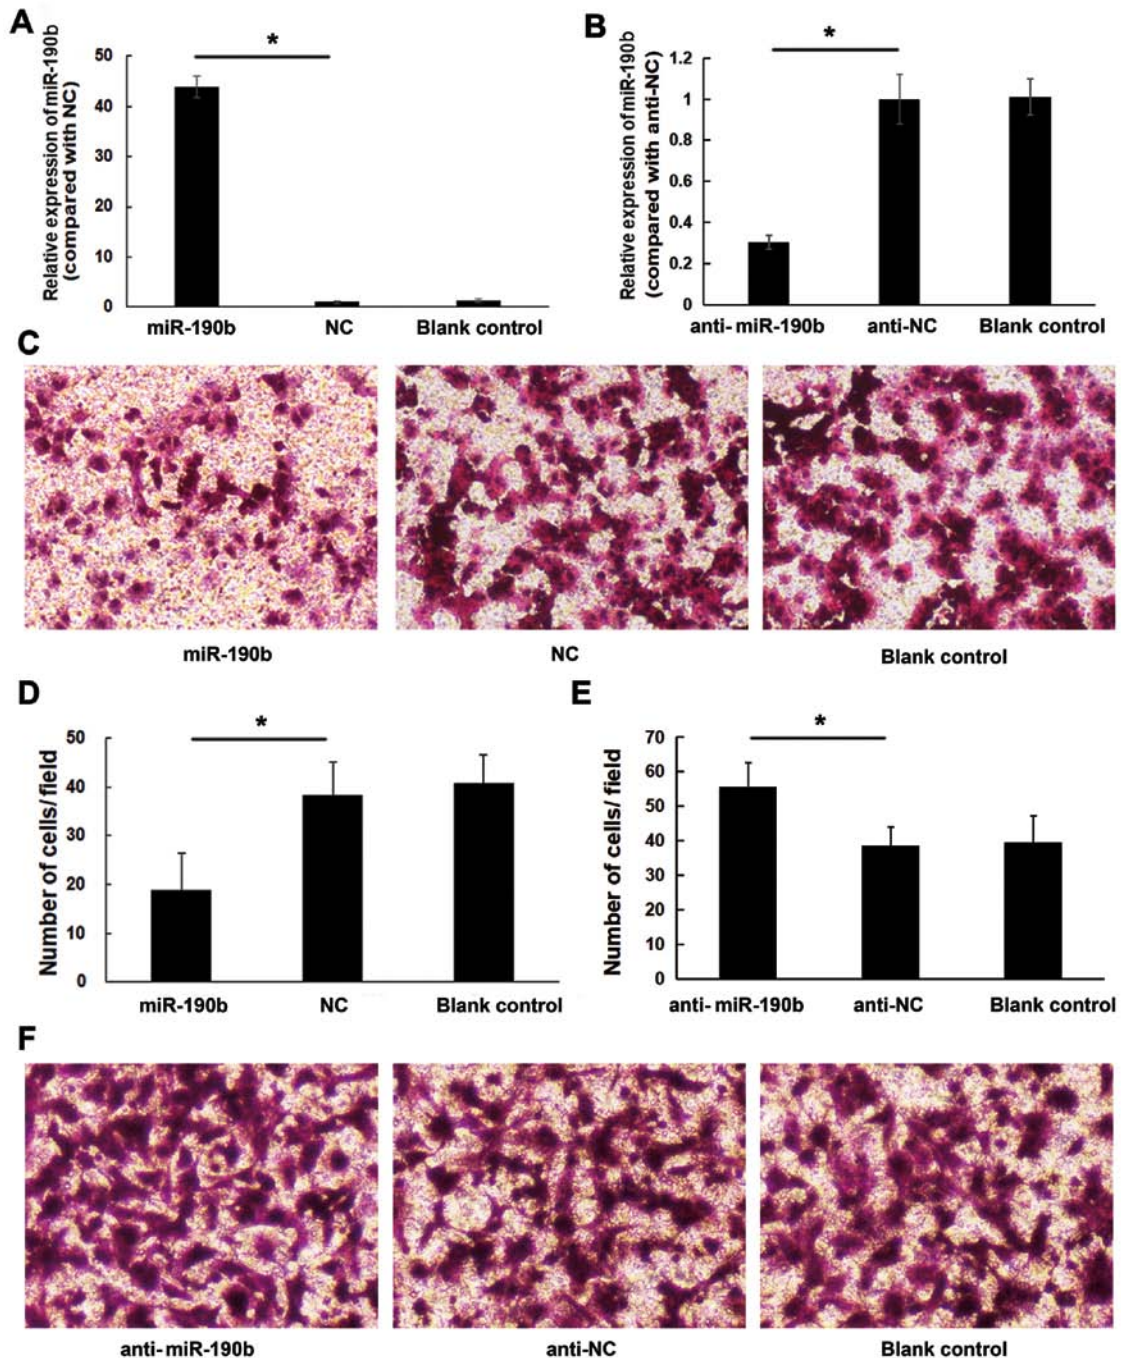 A
B
*
*
Relative expression of miR-190b
(compared with NC)
50
40
30
20
10
0
miR-190b NC Blank control
Relative expression of miR-190b
(compared with anti-NC)
1.2
1
0.8
0.6
0.4
0.2
0
anti-miR-190b anti-NC Blank control
C
miR-190b NC Blank control
D
E
*
*
Number of cells/ field
50
40
30
20
10
0
miR-190b NC Blank control
Number of cells/ field
70
60
50
40
30
20
10
0
anti-miR-190b anti-NC Blank control
F
anti-miR-190b anti-NC Blank control